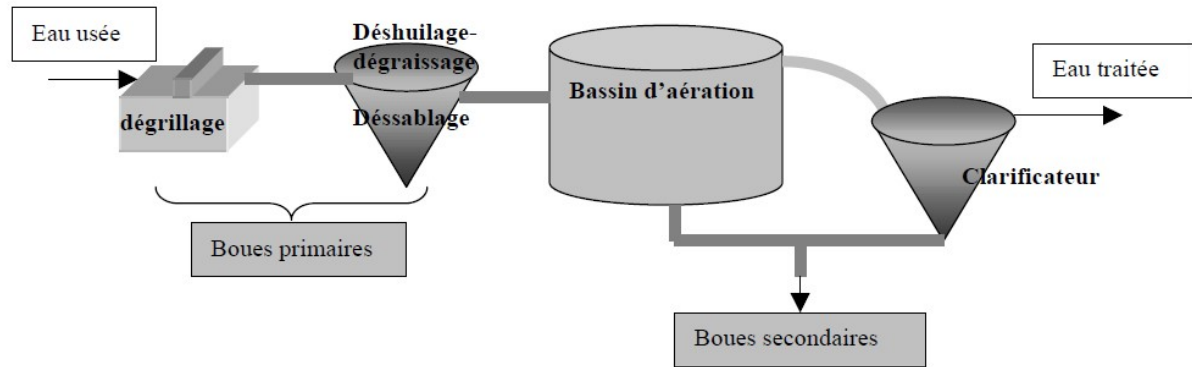 Eau usée
dégrillage
Déshuilage-
dégraissage
Déssablage
Bassin d'aération
Eau traitée
Clarificateur
Boues primaires
Boues secondaires